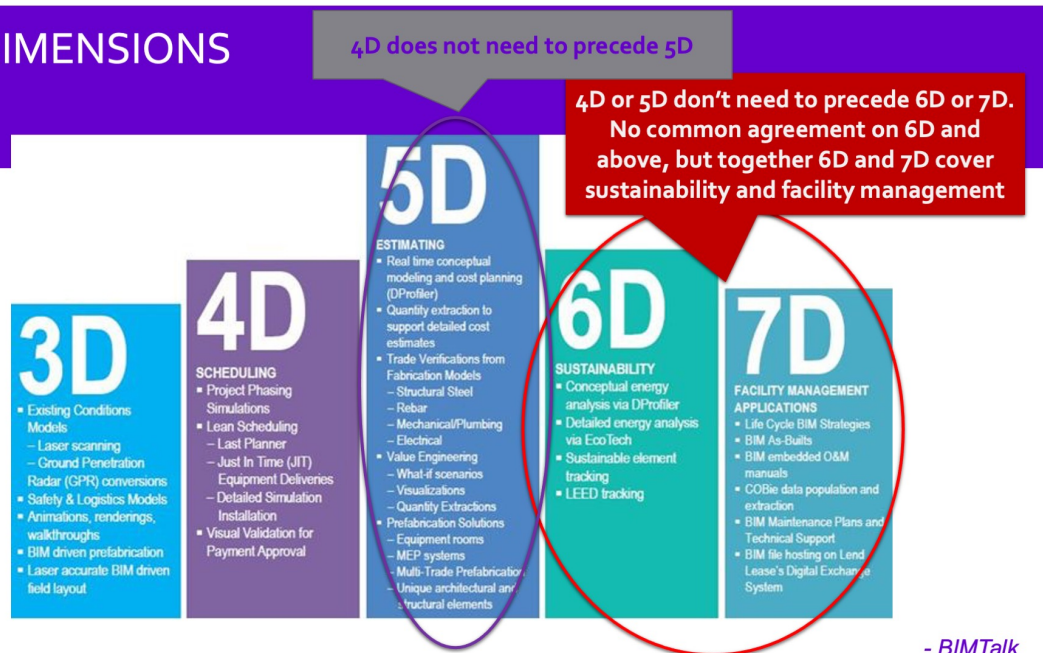 IMENSIONS
4D does not need to precede 5D
4D or 5D don't need to precede 6D or 7D.
No common agreement on 6D and
above, but together 6D and 7D cover
sustainability and facility management
3D
▪ Existing Conditions
Models
– Laser scanning
– Ground Penetration
Radar (GPR) conversions
▪ Safety & Logistics Models
▪ Animations, renderings,
walkthroughs
▪ BIM driven prefabrication
▪ Laser accurate BIM driven
field layout
4D
SCHEDULING
▪ Project Phasing
Simulations
▪ Lean Scheduling
– Last Planner
– Just In Time (JIT)
Equipment Deliveries
– Detailed Simulation
Installation
▪ Visual Validation for
Payment Approval
5D
ESTIMATING
▪ Real time conceptual
modeling and cost planning
(DProfiler)
▪ Quantity extraction to
support detailed cost
estimates
▪ Trade Verifications from
Fabrication Models
– Structural Steel
– Rebar
– Mechanical/Plumbing
– Electrical
▪ Value Engineering
– What-if scenarios
– Visualizations
– Quantity Extractions
▪ Prefabrication Solutions
– Equipment rooms
– MEP systems
– Multi-Trade Prefabrication
– Unique architectural and
structural elements
6D
SUSTAINABILITY
▪ Conceptual energy
analysis via DProfiler
▪ Detailed energy analysis
via EcoTech
▪ Sustainable element
tracking
▪ LEED tracking
7D
FACILITY MANAGEMENT
APPLICATIONS
▪ Life Cycle BIM Strategies
▪ BIM As-Builts
▪ BIM embedded O&M
manuals
▪ COBie data population and
extraction
▪ BIM Maintenance Plans and
Technical Support
▪ BIM file hosting on Lend
Lease's Digital Exchange
System
- BIMTalk